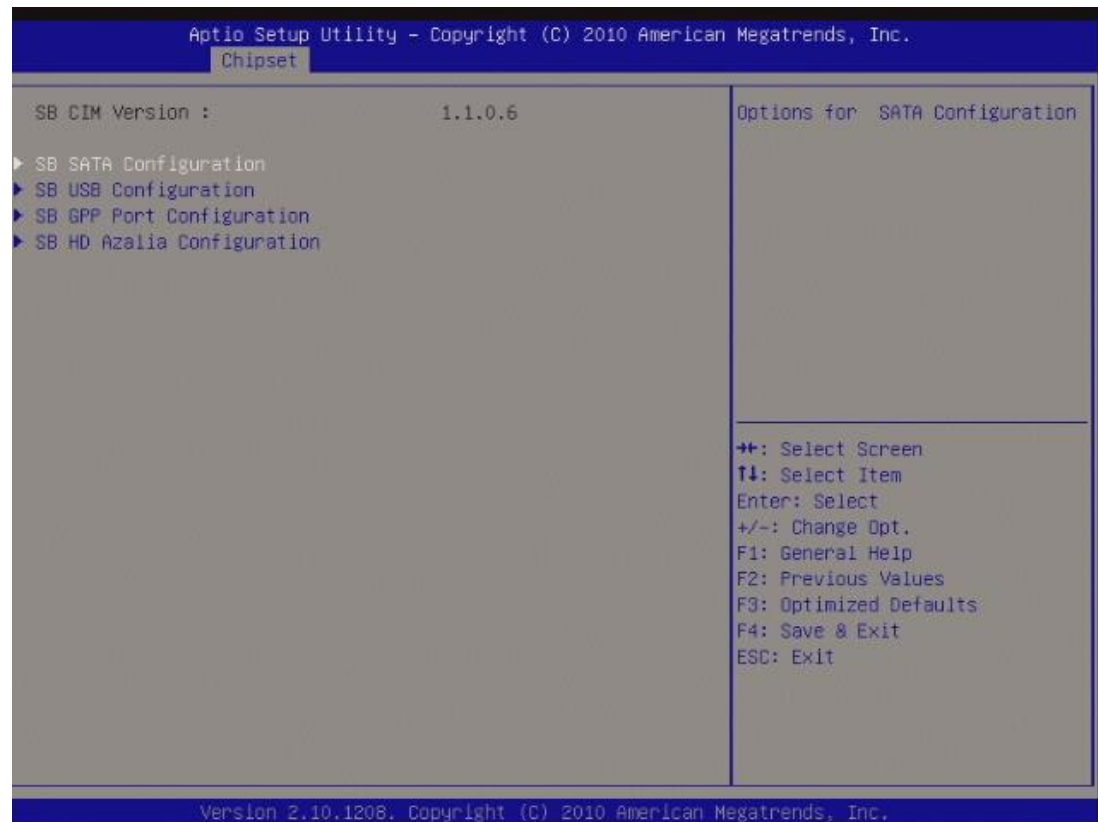 Aptio Setup Utility - Copyright (C) 2010 American Megatrends, Inc.
Chipset
SB CIM Version : 1.1.0.6
▶ SB SATA Configuration
▶ SB USB Configuration
▶ SB GPP Port Configuration
▶ SB HD Azalia Configuration
Options for SATA Configuration
→←: Select Screen
↑↓: Select Item
Enter: Select
+/-: Change Opt.
F1: General Help
F2: Previous Values
F3: Optimized Defaults
F4: Save & Exit
ESC: Exit
Version 2.10.1208. Copyright (C) 2010 American Megatrends, Inc.